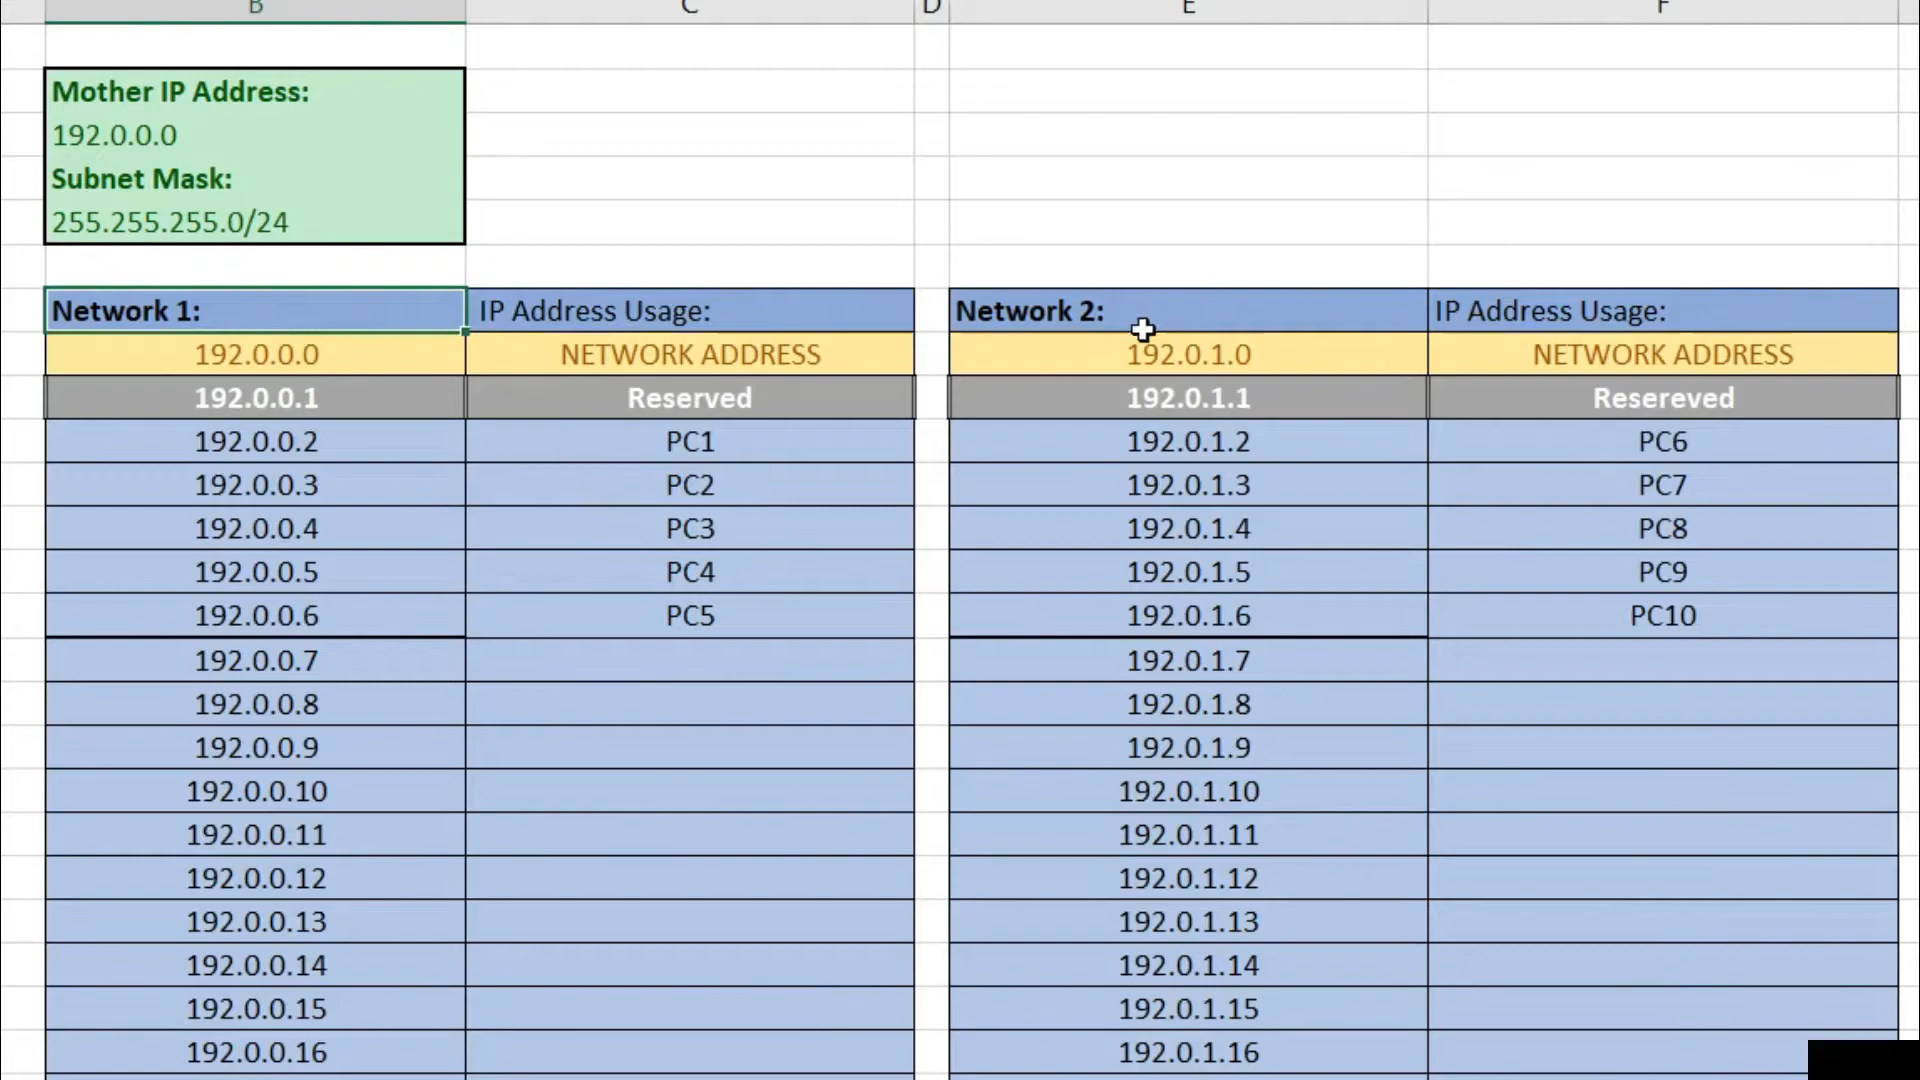 B C D E F
Mother IP Address:
192.0.0.0
Subnet Mask:
255.255.255.0/24
Network 1: IP Address Usage: Network 2: IP Address Usage:
192.0.0.0 NETWORK ADDRESS 192.0.1.0 NETWORK ADDRESS
192.0.0.1 Reserved 192.0.1.1 Resereved
192.0.0.2 PC1 192.0.1.2 PC6
192.0.0.3 PC2 192.0.1.3 PC7
192.0.0.4 PC3 192.0.1.4 PC8
192.0.0.5 PC4 192.0.1.5 PC9
192.0.0.6 PC5 192.0.1.6 PC10
192.0.0.7 192.0.1.7
192.0.0.8 192.0.1.8
192.0.0.9 192.0.1.9
192.0.0.10 192.0.1.10
192.0.0.11 192.0.1.11
192.0.0.12 192.0.1.12
192.0.0.13 192.0.1.13
192.0.0.14 192.0.1.14
192.0.0.15 192.0.1.15
192.0.0.16 192.0.1.16